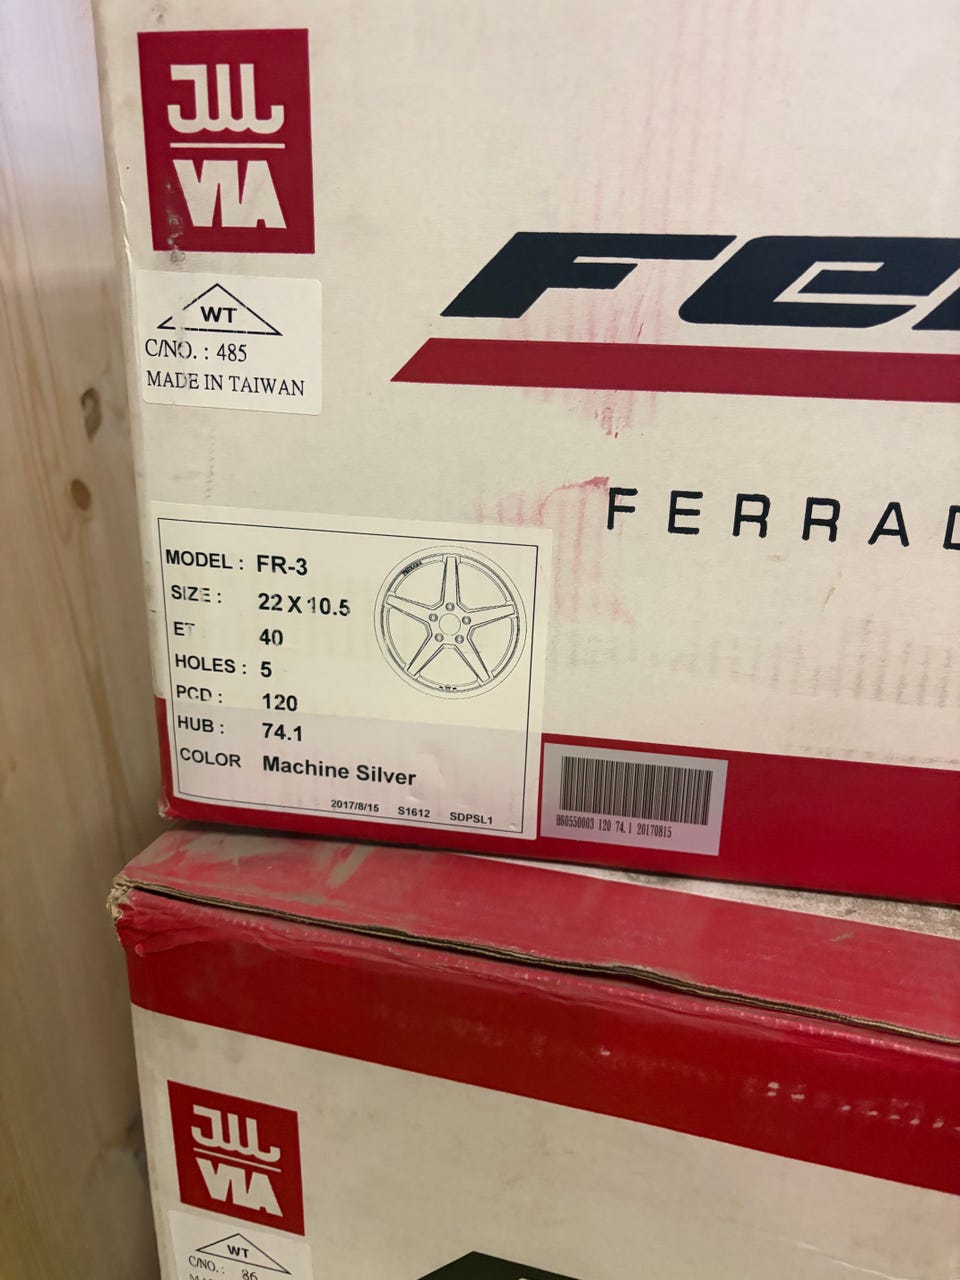 JWL
VIA
WT
C/NO. : 485
MADE IN TAIWAN
FERRAD
MODEL : FR-3
SIZE : 22 X 10.5
ET 40
HOLES : 5
PCD : 120
HUB : 74.1
COLOR Machine Silver
2017/8/15 S1612 SDPSL1
H60550003 120 74.1 20170815
JWL
VIA
WT
C/NO. : 86